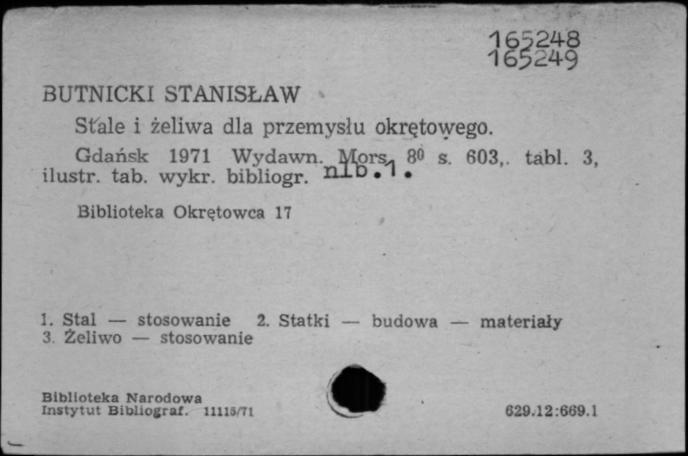 165248
165249
BUTNICKI STANISŁAW
Stale i żeliwa dla przemysłu okrętowego.
Gdańsk 1971 Wydawn. Mors, 8⁰ s. 603,. tabl. 3,
nlb.1.
ilustr. tab. wykr. bibliogr.
Biblioteka Okrętowca 17
1. Stal — stosowanie 2. Statki — budowa — materiały
3. Żeliwo — stosowanie
Biblioteka Narodowa
Instytut Bibliograf. 11115/71
629.12:669.1